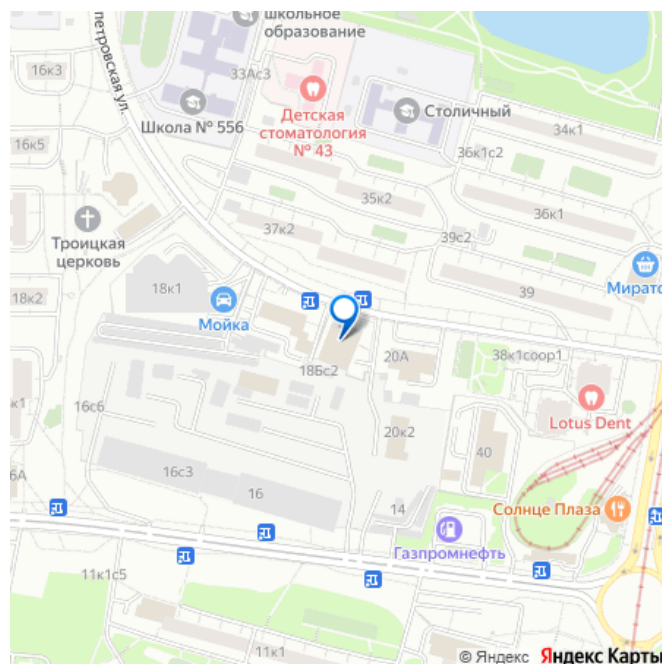 школьное
образование
16к3
петровская ул.
33Ас3
Школа № 556
Детская
стоматология
№ 43
Столичный
34к1
16к5
36к1с2
35к2
36к1
Троицкая
церковь
37к2
39с2
18к1
18к2
Мойка
39
Мирато
18Бс2
20А
38к1соор1
к1
16с6
Lotus Dent
20к2
40
16с3
6А
16
14
Солнце Плаза
Газпромнефть
11к1с5
11к1
© Яндекс Яндекс Карты